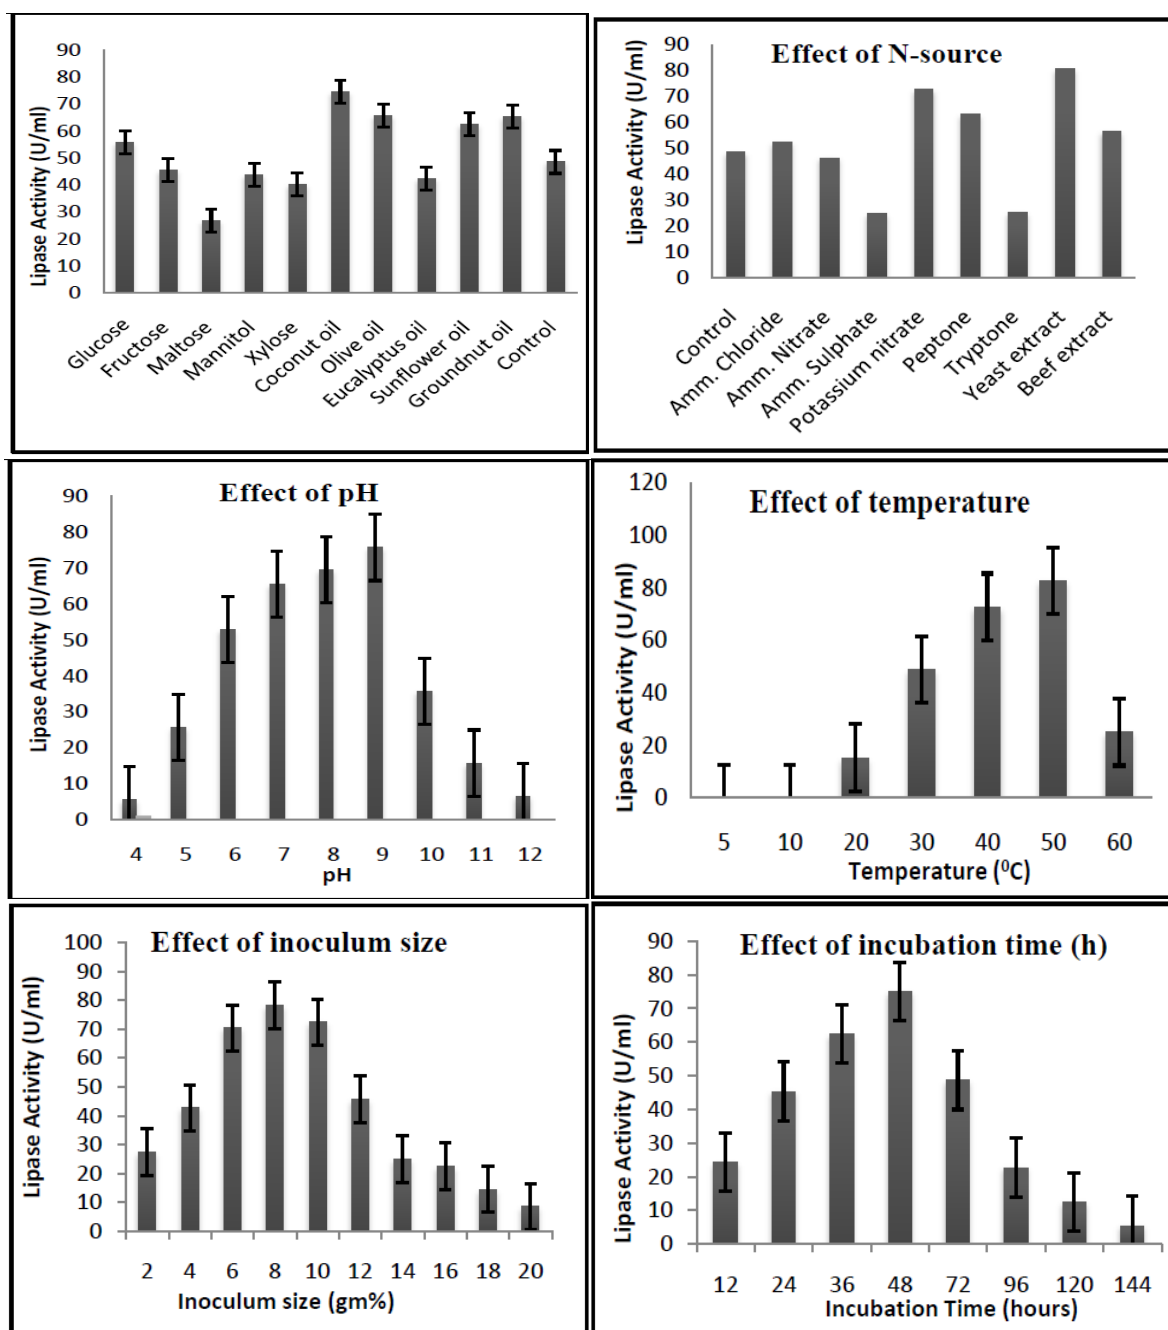 90
80
70
60
50
40
30
20
10
0
Lipase Activity (U/ml)
Glucose
Fructose
Maltose
Mannitol
Xylose
Coconut oil
Olive oil
Eucalyptus oil
Sunflower oil
Groundnut oil
Control
Effect of N-source
90
80
70
60
50
40
30
20
10
0
Lipase Activity (U/ml)
Control
Amm. Chloride
Amm. Nitrate
Amm. Sulphate
Potassium nitrate
Peptone
Tryptone
Yeast extract
Beef extract
Effect of pH
90
80
70
60
50
40
30
20
10
0
Lipase Activity (U/ml)
4 5 6 7 8 9 10 11 12
pH
Effect of temperature
120
100
80
60
40
20
0
Lipase Activity (U/ml)
5 10 20 30 40 50 60
Temperature (⁰C)
Effect of inoculum size
100
90
80
70
60
50
40
30
20
10
0
Lipase Activity (U/ml)
2 4 6 8 10 12 14 16 18 20
Inoculum size (gm%)
Effect of incubation time (h)
90
80
70
60
50
40
30
20
10
0
Lipase Activity (U/ml)
12 24 36 48 72 96 120 144
Incubation Time (hours)